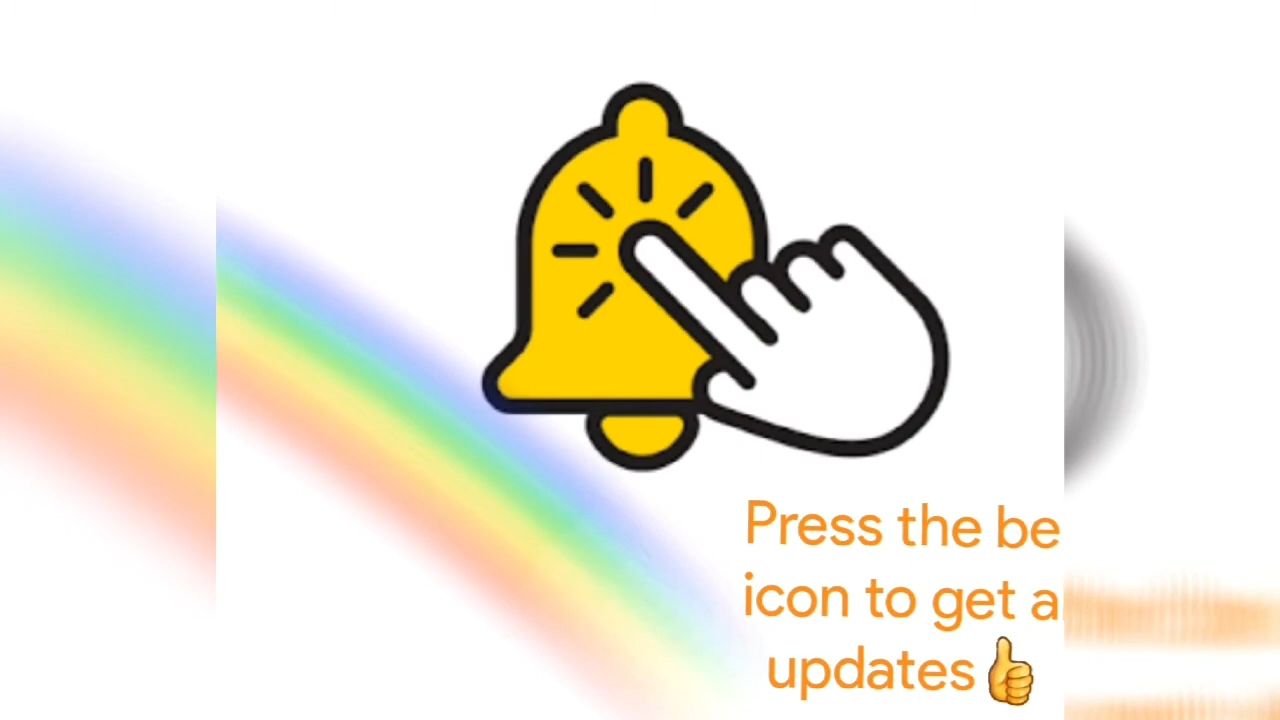 Press the be
icon to get a
updates👍